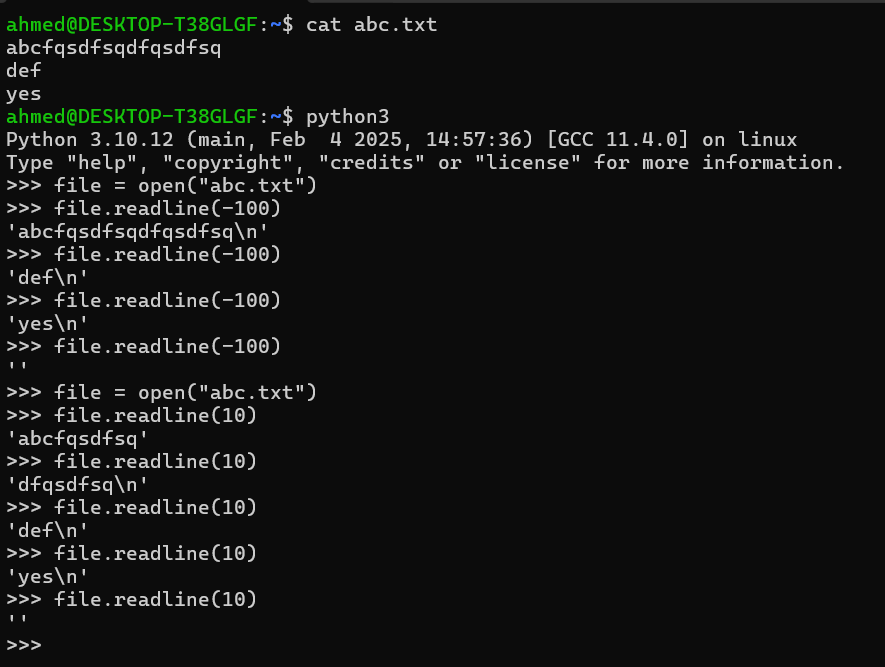 ahmed@DESKTOP-T38GLGF:~$ cat abc.txt
abcfqsdfsqdfqsdfsq
def
yes
ahmed@DESKTOP-T38GLGF:~$ python3
Python 3.10.12 (main, Feb  4 2025, 14:57:36) [GCC 11.4.0] on linux
Type "help", "copyright", "credits" or "license" for more information.
>>> file = open("abc.txt")
>>> file.readline(-100)
'abcfqsdfsqdfqsdfsq\n'
>>> file.readline(-100)
'def\n'
>>> file.readline(-100)
'yes\n'
>>> file.readline(-100)
''
>>> file = open("abc.txt")
>>> file.readline(10)
'abcfqsdfsq'
>>> file.readline(10)
'dfqsdfsq\n'
>>> file.readline(10)
'def\n'
>>> file.readline(10)
'yes\n'
>>> file.readline(10)
''
>>>